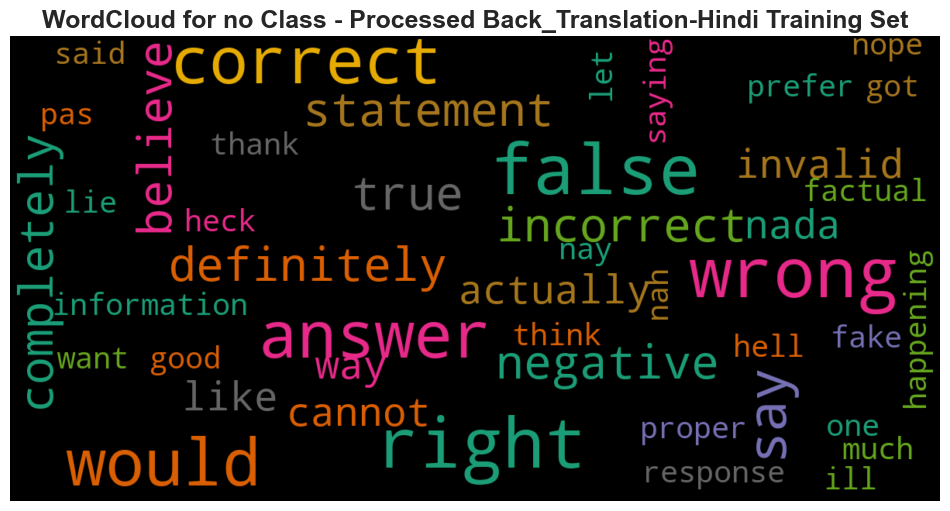 WordCloud for no Class - Processed Back_Translation-Hindi Training Set
said
correct
believe
let
saying
nope
prefer
got
pas
statement
thank
completely
false
invalid
lie
true
factual
heck
incorrect
nada
nay
definitely
wrong
actually
nah
information
answer
think
fake
happening
want
good
way
negative
hell
like
cannot
say
right
proper
one
would
much
response
ill